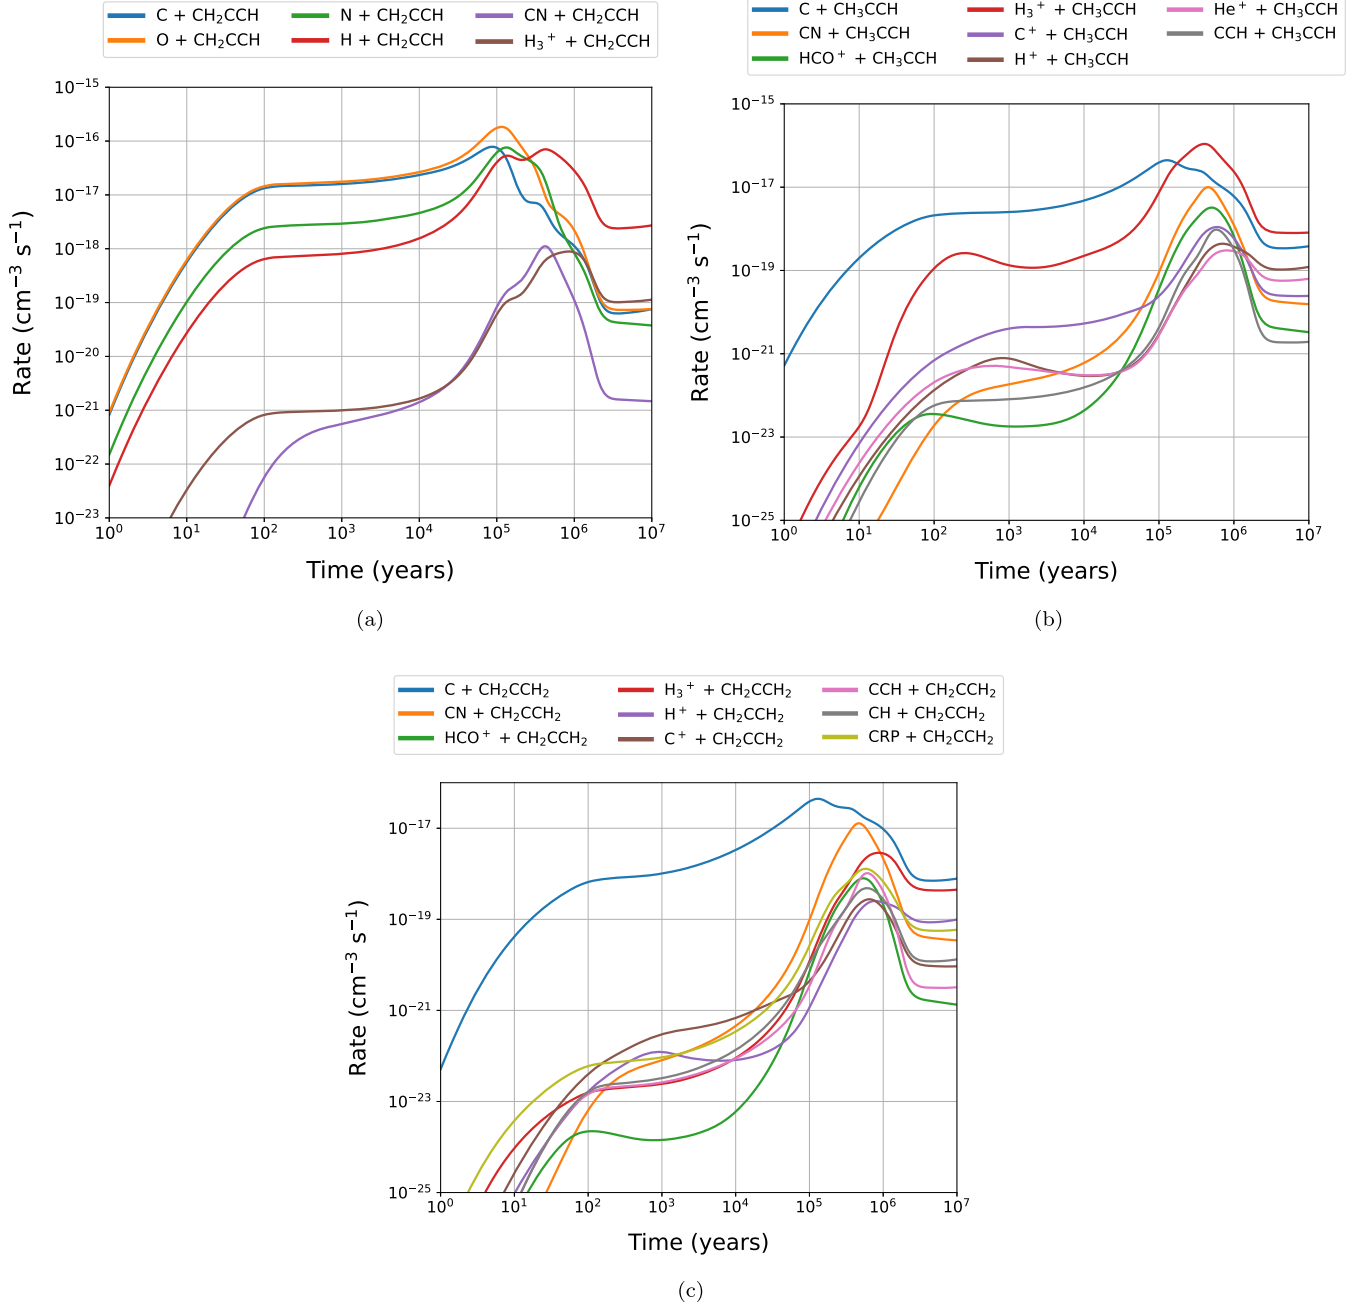 C + CH₂CCH N + CH₂CCH CN + CH₂CCH
O + CH₂CCH H + CH₂CCH H₃⁺ + CH₂CCH
10⁻¹⁵
10⁻¹⁶
10⁻¹⁷
10⁻¹⁸
10⁻¹⁹
10⁻²⁰
10⁻²¹
10⁻²²
10⁻²³
Rate (cm⁻³ s⁻¹)
10⁰ 10¹ 10² 10³ 10⁴ 10⁵ 10⁶ 10⁷
Time (years)
(a)
C + CH₃CCH H₃⁺ + CH₃CCH He⁺ + CH₃CCH
CN + CH₃CCH C⁺ + CH₃CCH CCH + CH₃CCH
HCO⁺ + CH₃CCH H⁺ + CH₃CCH
10⁻¹⁵
10⁻¹⁷
10⁻¹⁹
10⁻²¹
10⁻²³
10⁻²⁵
Rate (cm⁻³ s⁻¹)
10⁰ 10¹ 10² 10³ 10⁴ 10⁵ 10⁶ 10⁷
Time (years)
(b)
C + CH₂CCH₂ H₃⁺ + CH₂CCH₂ CCH + CH₂CCH₂
CN + CH₂CCH₂ H⁺ + CH₂CCH₂ CH + CH₂CCH₂
HCO⁺ + CH₂CCH₂ C⁺ + CH₂CCH₂ CRP + CH₂CCH₂
10⁻¹⁷
10⁻¹⁹
10⁻²¹
10⁻²³
10⁻²⁵
Rate (cm⁻³ s⁻¹)
10⁰ 10¹ 10² 10³ 10⁴ 10⁵ 10⁶ 10⁷
Time (years)
(c)